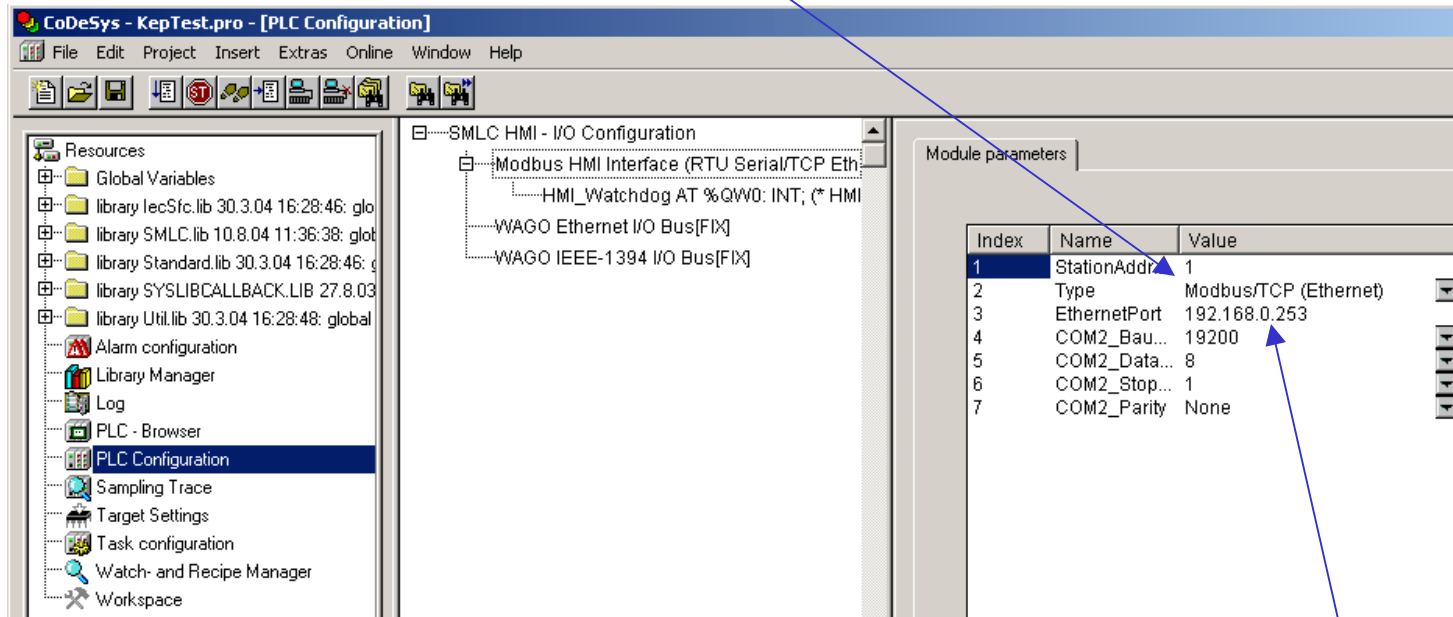 CoDeSys - KepTest.pro - [PLC Configuration]
File Edit Project Insert Extras Online Window Help
Resources
Global Variables
library IecSfc.lib 30.3.04 16:28:46: glo
library SMLC.lib 10.8.04 11:36:38: glob
library Standard.lib 30.3.04 16:28:46: g
library SYSLIBCALLBACK.LIB 27.8.03
library Util.lib 30.3.04 16:28:48: global
Alarm configuration
Library Manager
Log
PLC - Browser
PLC Configuration
Sampling Trace
Target Settings
Task configuration
Watch- and Recipe Manager
Workspace
SMLC HMI - I/O Configuration
Modbus HMI Interface (RTU Serial/TCP Eth
HMI_Watchdog AT %QW0: INT; (* HMI
WAGO Ethernet I/O Bus[FIX]
WAGO IEEE-1394 I/O Bus[FIX]
Module parameters
Index Name Value
1 StationAddr... 1
2 Type Modbus/TCP (Ethernet)
3 EthernetPort 192.168.0.253
4 COM2_Bau... 19200
5 COM2_Data... 8
6 COM2_Stop... 1
7 COM2_Parity None